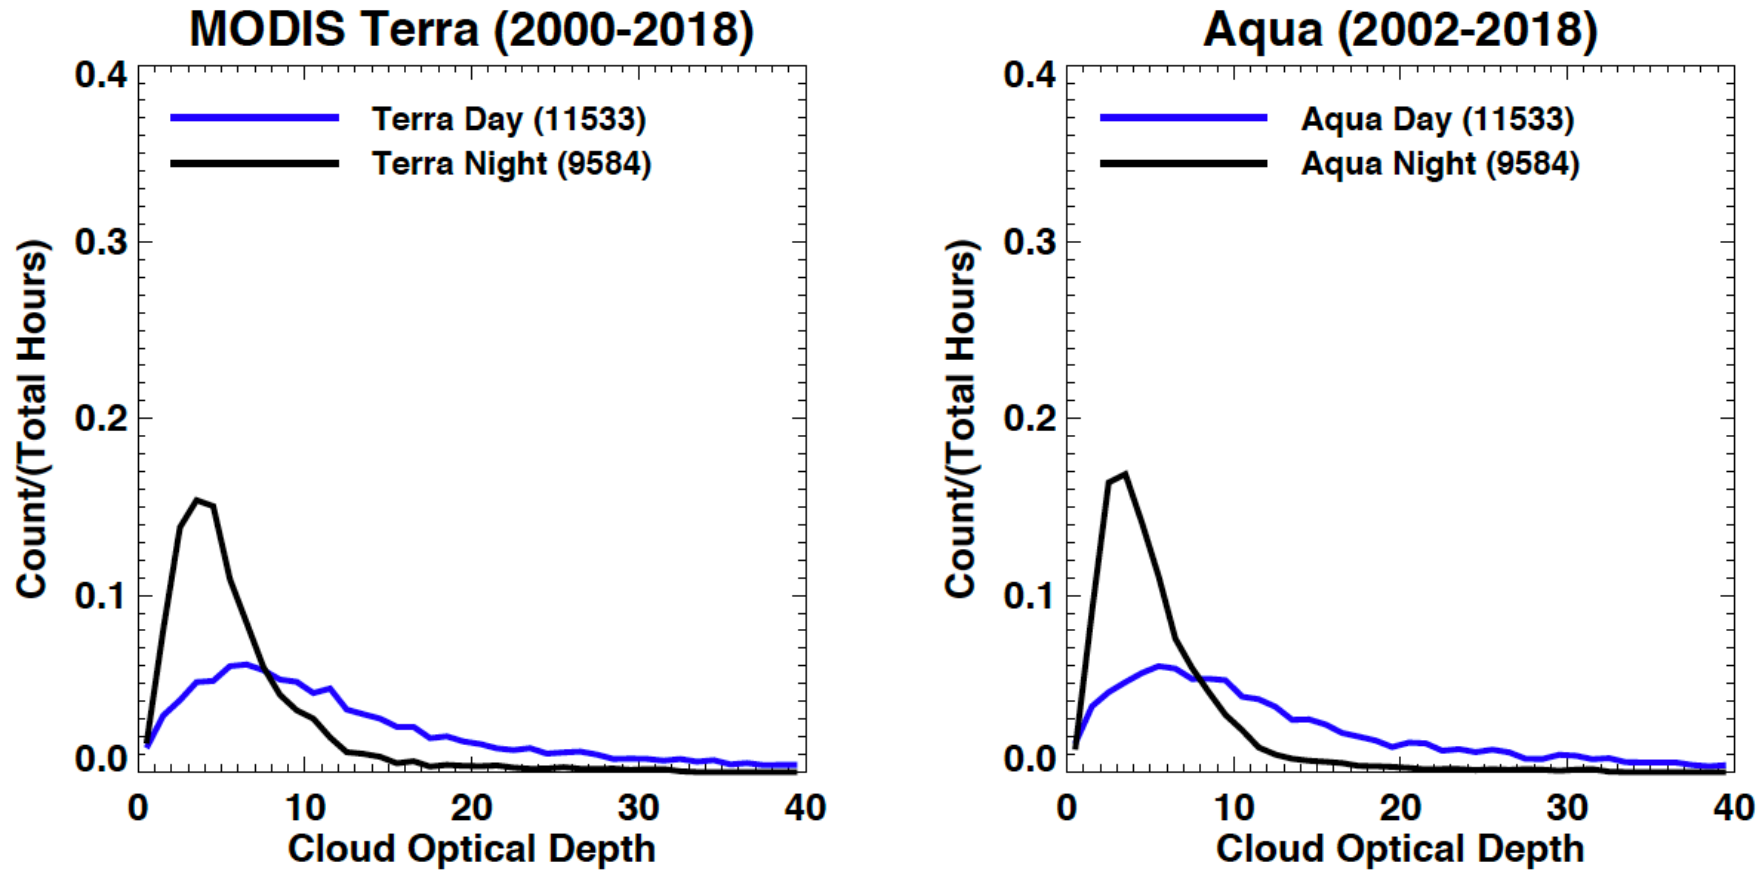 MODIS Terra (2000-2018)
0.4
0.3
0.2
0.1
0.0
Count/(Total Hours)
Terra Day (11533)
Terra Night (9584)
0 10 20 30 40
Cloud Optical Depth
Aqua (2002-2018)
0.4
0.3
0.2
0.1
0.0
Count/(Total Hours)
Aqua Day (11533)
Aqua Night (9584)
0 10 20 30 40
Cloud Optical Depth